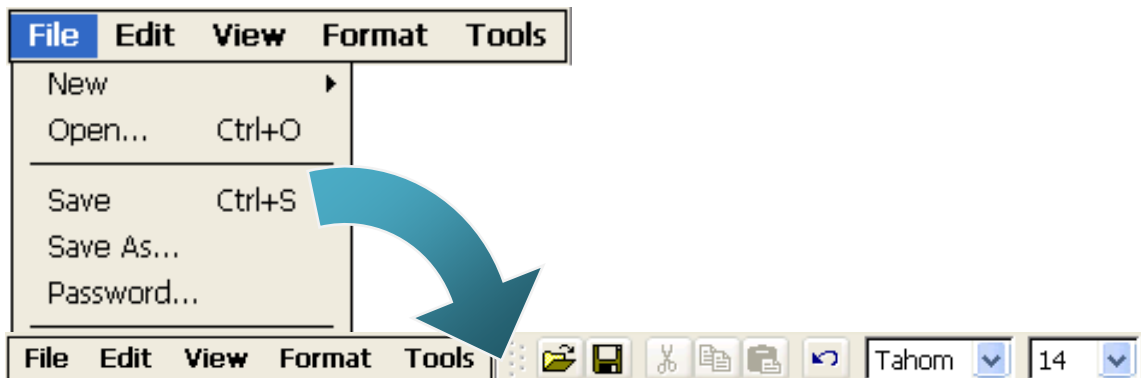 File Edit View Format Tools
New
Open... Ctrl+O
Save Ctrl+S
Save As...
Password...
File Edit View Format Tools Tahom 14